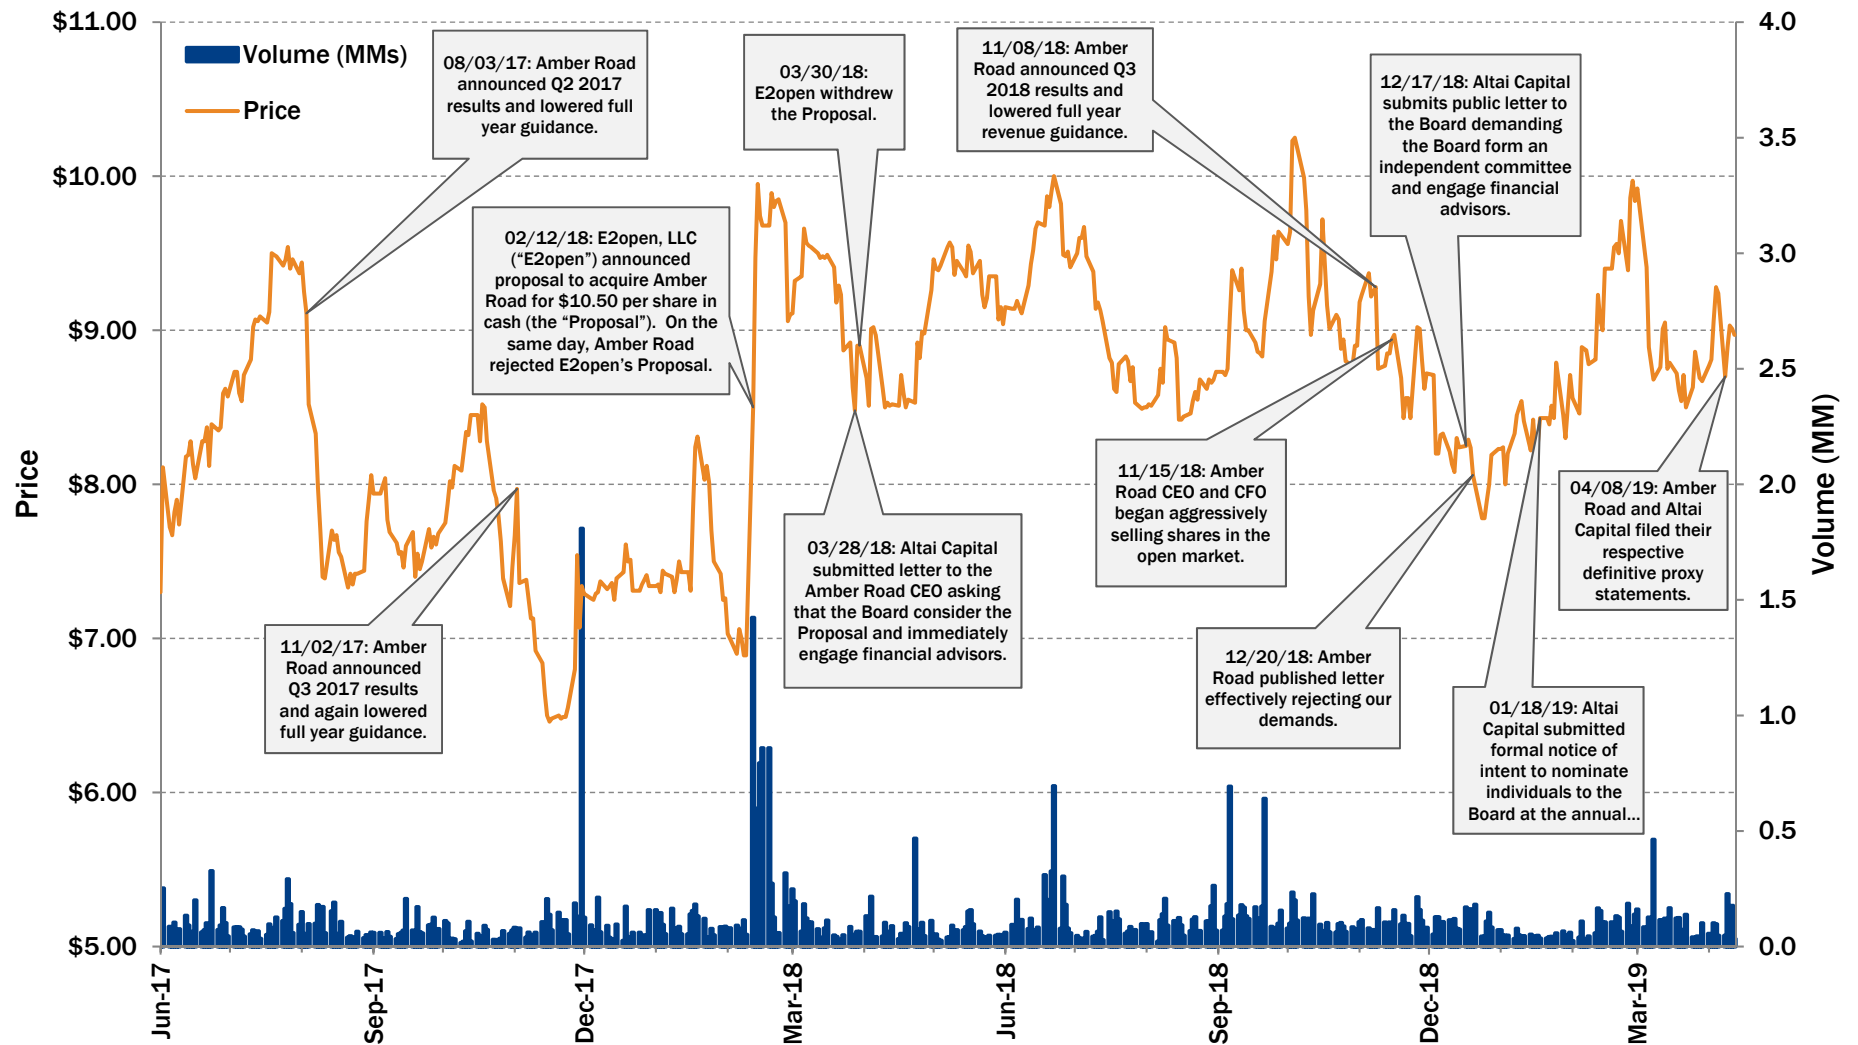 $11.00
$10.00
$9.00
$8.00
$7.00
$6.00
$5.00
Price
Volume (MMs)
Price
08/03/17: Amber Road
announced Q2 2017
results and lowered full
year guidance.
02/12/18: E2open, LLC
(“E2open”) announced
proposal to acquire Amber
Road for $10.50 per share in
cash (the “Proposal”).  On the
same day, Amber Road
rejected E2open’s Proposal.
11/02/17: Amber
Road announced
Q3 2017 results
and again lowered
full year guidance.
03/30/18:
E2open withdrew
the Proposal.
03/28/18: Altai Capital
submitted letter to the
Amber Road CEO asking
that the Board consider the
Proposal and immediately
engage financial advisors.
11/08/18: Amber
Road announced Q3
2018 results and
lowered full year
revenue guidance.
11/15/18: Amber
Road CEO and CFO
began aggressively
selling shares in the
open market.
12/17/18: Altai Capital
submits public letter to
the Board demanding
the Board form an
independent committee
and engage financial
advisors.
12/20/18: Amber
Road published letter
effectively rejecting our
demands.
01/18/19: Altai
Capital submitted
formal notice of
intent to nominate
individuals to the
Board at the annual...
04/08/19: Amber
Road and Altai
Capital filed their
respective
definitive proxy
statements.
4.0
3.5
3.0
2.5
2.0
1.5
1.0
0.5
0.0
Volume (MM)
Jun-17
Sep-17
Dec-17
Mar-18
Jun-18
Sep-18
Dec-18
Mar-19